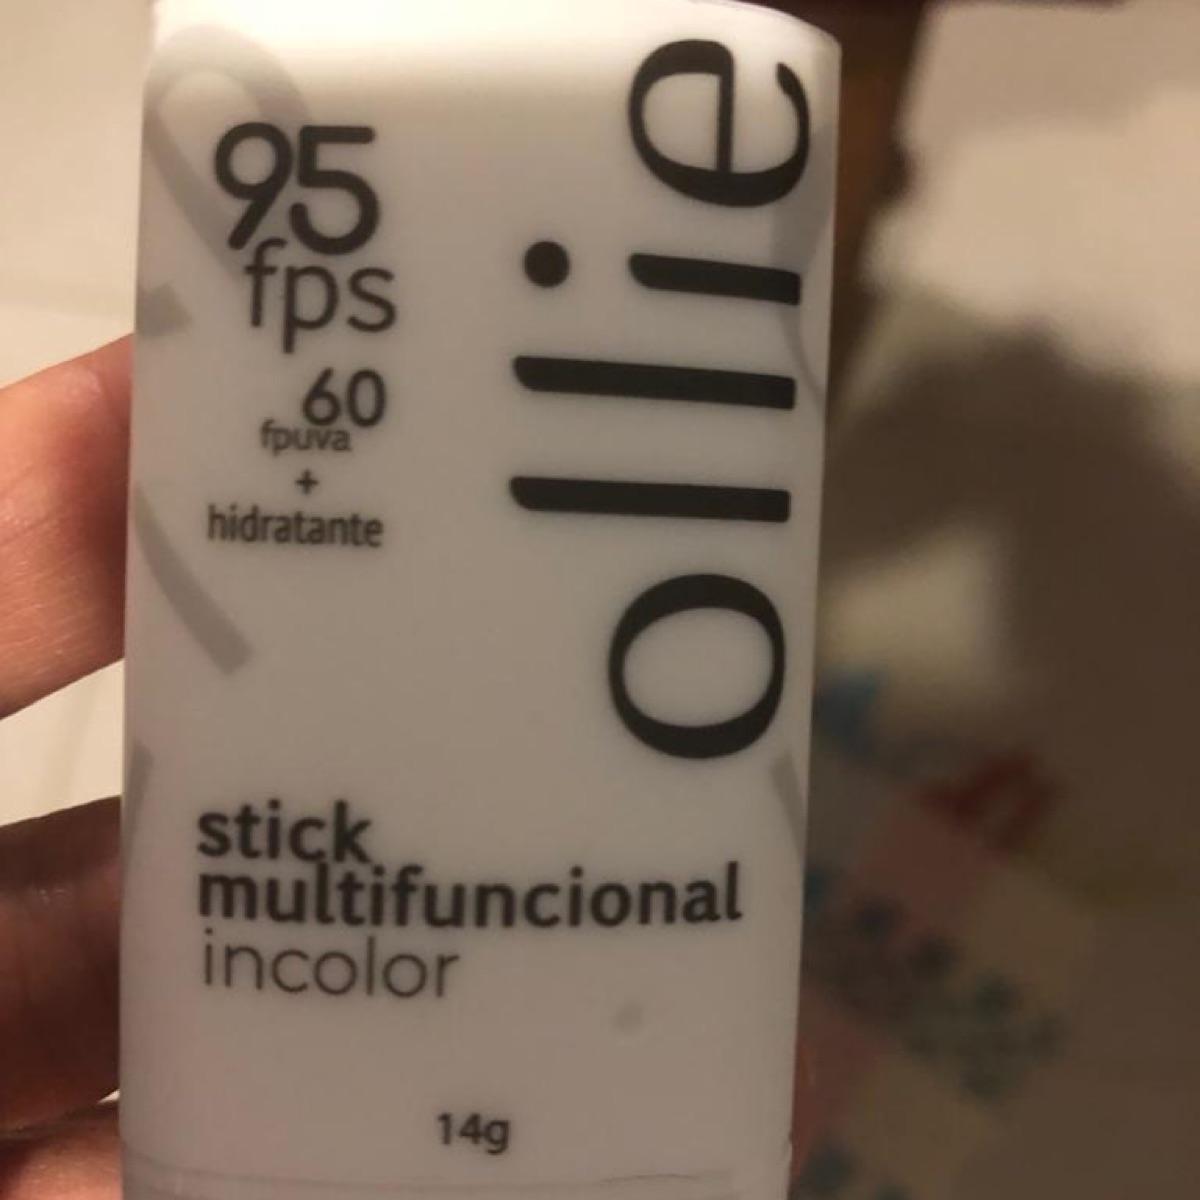 95
fps
60
fpuva
+
hidratante
ollie
stick
multifuncional
incolor
14g